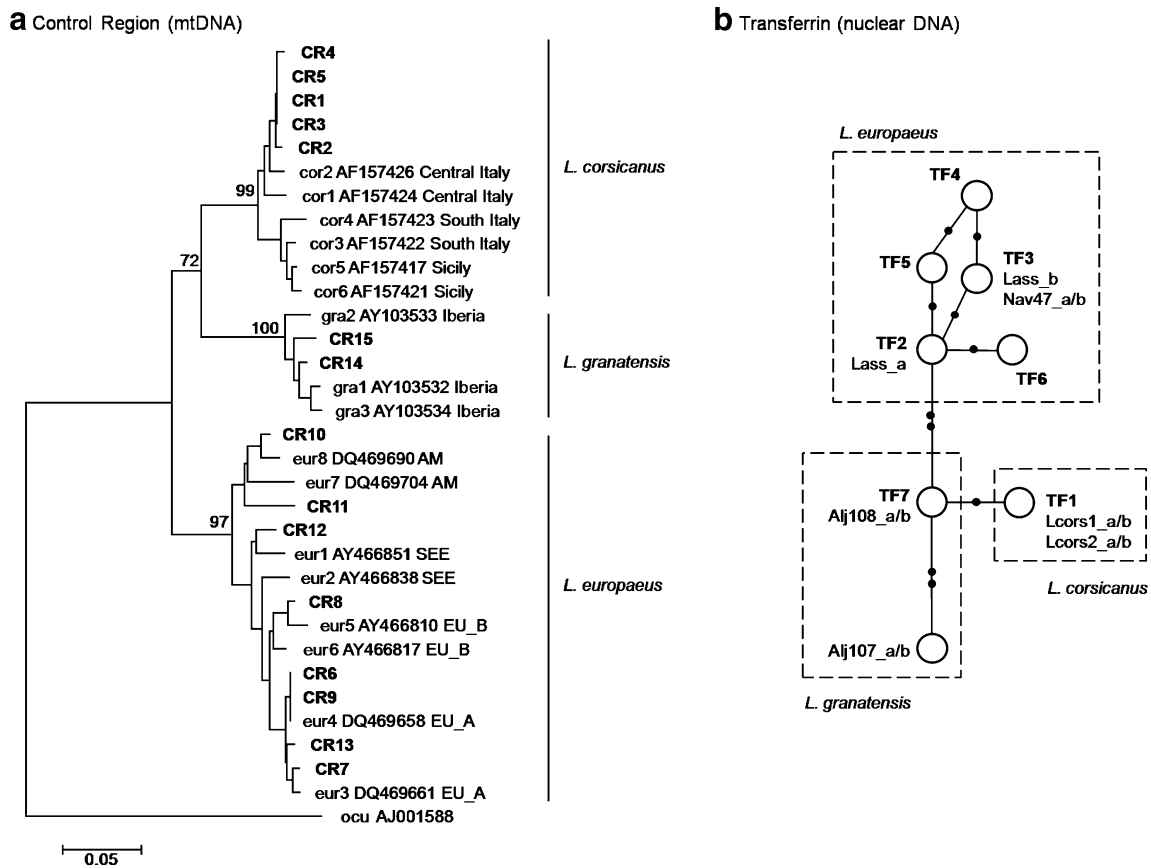 a Control Region (mtDNA)
CR4
CR5
CR1
CR3
CR2
cor2 AF157426 Central Italy
cor1 AF157424 Central Italy
cor4 AF157423 South Italy
cor3 AF157422 South Italy
cor5 AF157417 Sicily
cor6 AF157421 Sicily
99
L. corsicanus
72
gra2 AY103533 Iberia
CR15
CR14
gra1 AY103532 Iberia
gra3 AY103534 Iberia
100
L. granatensis
CR10
eur8 DQ469690 AM
eur7 DQ469704 AM
CR11
CR12
eur1 AY466851 SEE
eur2 AY466838 SEE
CR8
eur5 AY466810 EU_B
eur6 AY466817 EU_B
CR6
CR9
eur4 DQ469658 EU_A
CR13
CR7
eur3 DQ469661 EU_A
97
L. europaeus
ocu AJ001588
0.05
b Transferrin (nuclear DNA)
L. europaeus
TF4
TF5
TF3
Lass_b
Nav47_a/b
TF2
Lass_a
TF6
TF7
Alj108_a/b
TF1
Lcors1_a/b
Lcors2_a/b
L. corsicanus
Alj107_a/b
L. granatensis